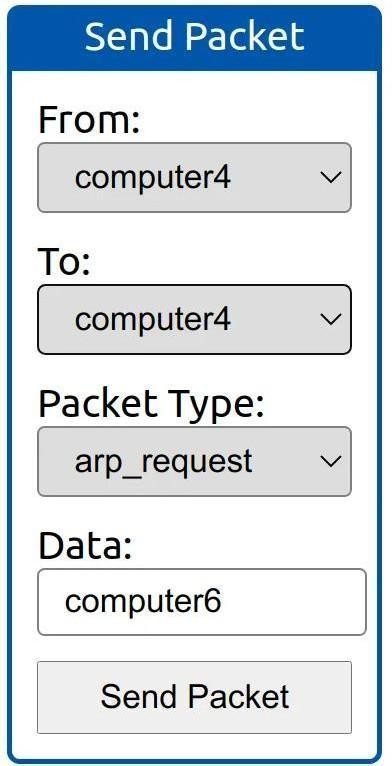 Send Packet
From:
computer4
To:
computer4
Packet Type:
arp_request
Data:
computer6
Send Packet